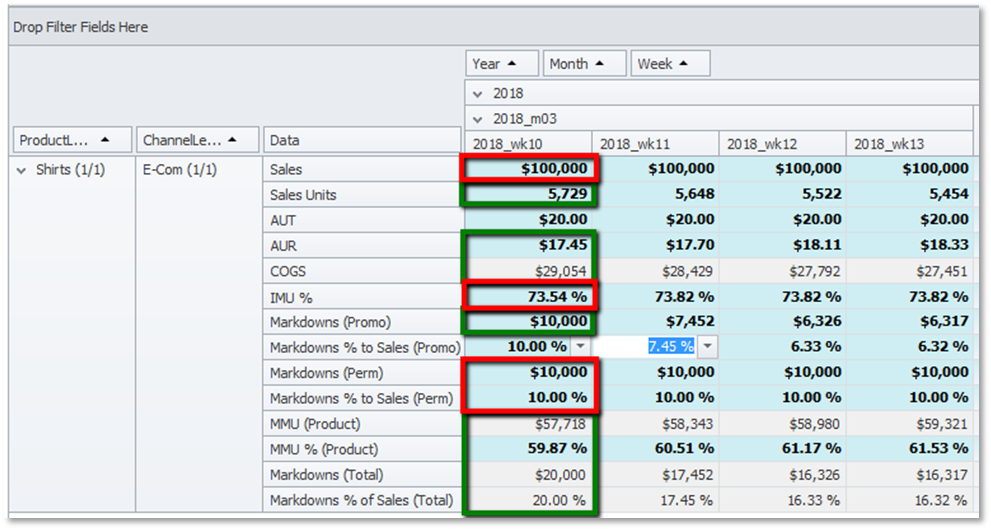 Drop Filter Fields Here
Year Month Week
2018
2018_m03
ProductL... ChannelLe... Data 2018_wk10 2018_wk11 2018_wk12 2018_wk13
Shirts (1/1) E-Com (1/1) Sales $100,000 $100,000 $100,000 $100,000
Sales Units 5,729 5,648 5,522 5,454
AUT $20.00 $20.00 $20.00 $20.00
AUR $17.45 $17.70 $18.11 $18.33
COGS $29,054 $28,429 $27,792 $27,451
IMU % 73.54 % 73.82 % 73.82 % 73.82 %
Markdowns (Promo) $10,000 $7,452 $6,326 $6,317
Markdowns % to Sales (Promo) 10.00 % 7.45 % 6.33 % 6.32 %
Markdowns (Perm) $10,000 $10,000 $10,000 $10,000
Markdowns % to Sales (Perm) 10.00 % 10.00 % 10.00 % 10.00 %
MMU (Product) $57,718 $58,343 $58,980 $59,321
MMU % (Product) 59.87 % 60.51 % 61.17 % 61.53 %
Markdowns (Total) $20,000 $17,452 $16,326 $16,317
Markdowns % of Sales (Total) 20.00 % 17.45 % 16.33 % 16.32 %